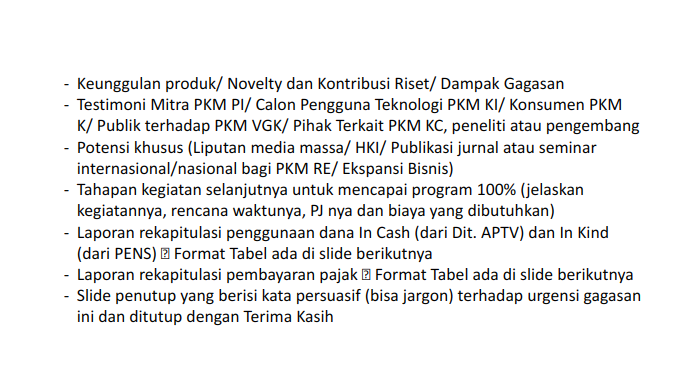 - Keunggulan produk/ Novelty dan Kontribusi Riset/ Dampak Gagasan
- Testimoni Mitra PKM PI/ Calon Pengguna Teknologi PKM KI/ Konsumen PKM
K/ Publik terhadap PKM VGK/ Pihak Terkait PKM KC, peneliti atau pengembang
- Potensi khusus (Liputan media massa/ HKI/ Publikasi jurnal atau seminar
internasional/nasional bagi PKM RE/ Ekspansi Bisnis)
- Tahapan kegiatan selanjutnya untuk mencapai program 100% (jelaskan
kegiatannya, rencana waktunya, PJ nya dan biaya yang dibutuhkan)
- Laporan rekapitulasi penggunaan dana In Cash (dari Dit. APTV) dan In Kind
(dari PENS) &#x2370; Format Tabel ada di slide berikutnya
- Laporan rekapitulasi pembayaran pajak &#x2370; Format Tabel ada di slide berikutnya
- Slide penutup yang berisi kata persuasif (bisa jargon) terhadap urgensi gagasan
ini dan ditutup dengan Terima Kasih